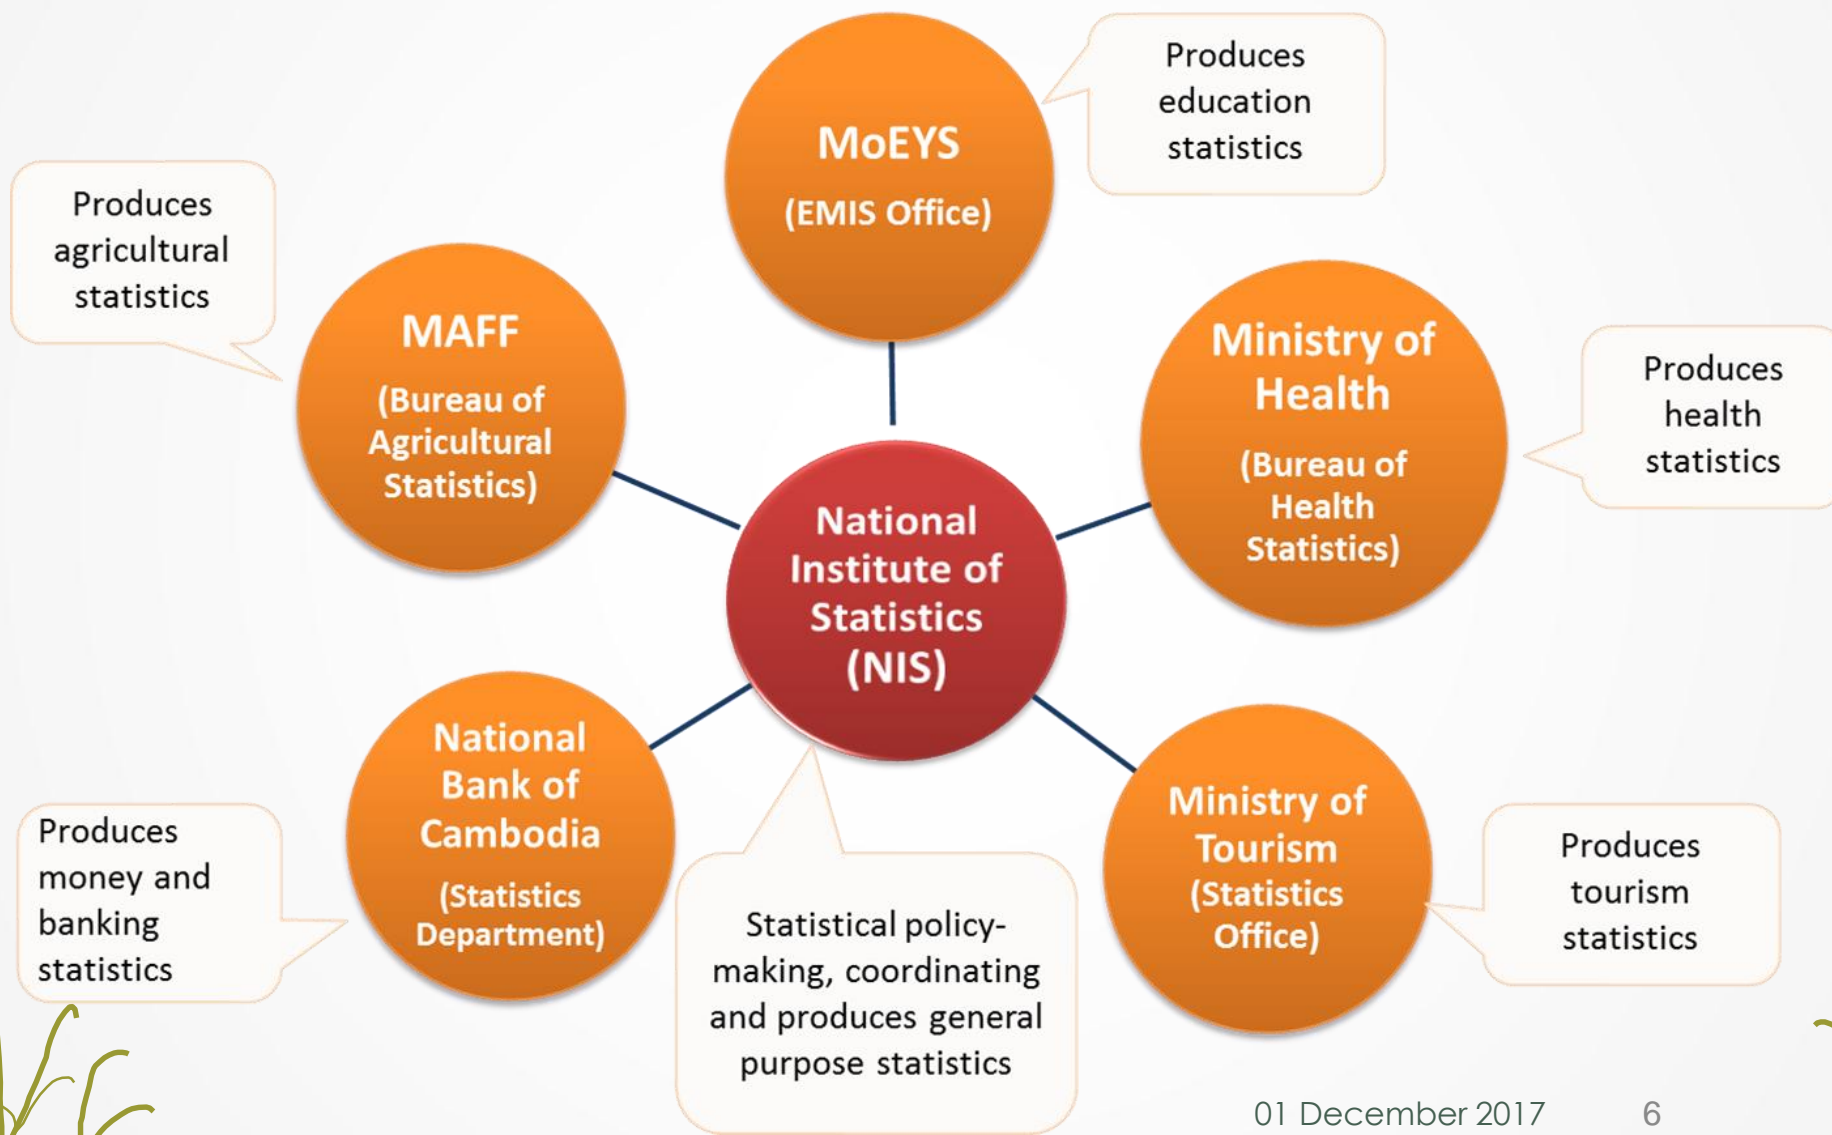 Produces
education
statistics
MoEYS
(EMIS Office)
Produces
agricultural
statistics
MAFF
(Bureau of
Agricultural
Statistics)
Ministry of
Health
(Bureau of
Health
Statistics)
Produces
health
statistics
National
Institute of
Statistics
(NIS)
National
Bank of
Cambodia
(Statistics
Department)
Produces
money and
banking
statistics
Statistical policy-
making, coordinating
and produces general
purpose statistics
Ministry of
Tourism
(Statistics
Office)
Produces
tourism
statistics
01 December 2017
6